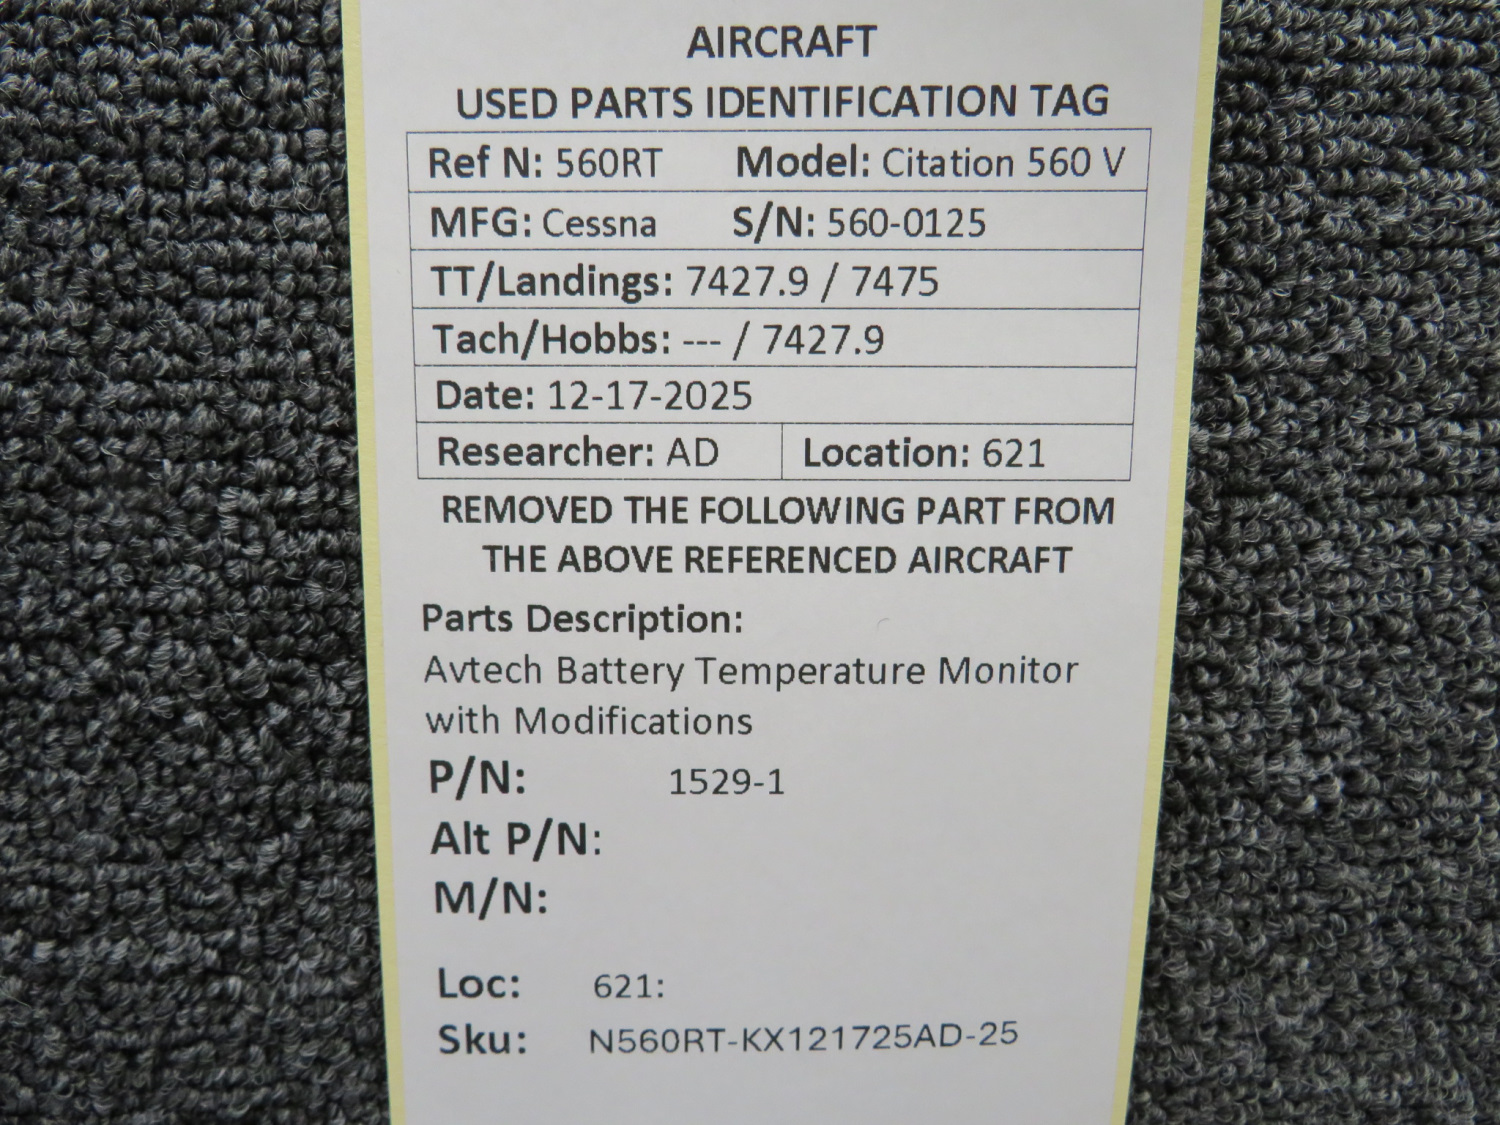 AIRCRAFT
USED PARTS IDENTIFICATION TAG
Ref N: 560RT Model: Citation 560 V
MFG: Cessna S/N: 560-0125
TT/Landings: 7427.9 / 7475
Tach/Hobbs: --- / 7427.9
Date: 12-17-2025
Researcher: AD Location: 621
REMOVED THE FOLLOWING PART FROM
THE ABOVE REFERENCED AIRCRAFT
Parts Description:
Avtech Battery Temperature Monitor
with Modifications
P/N: 1529-1
Alt P/N:
M/N:
Loc: 621:
Sku: N560RT-KX121725AD-25